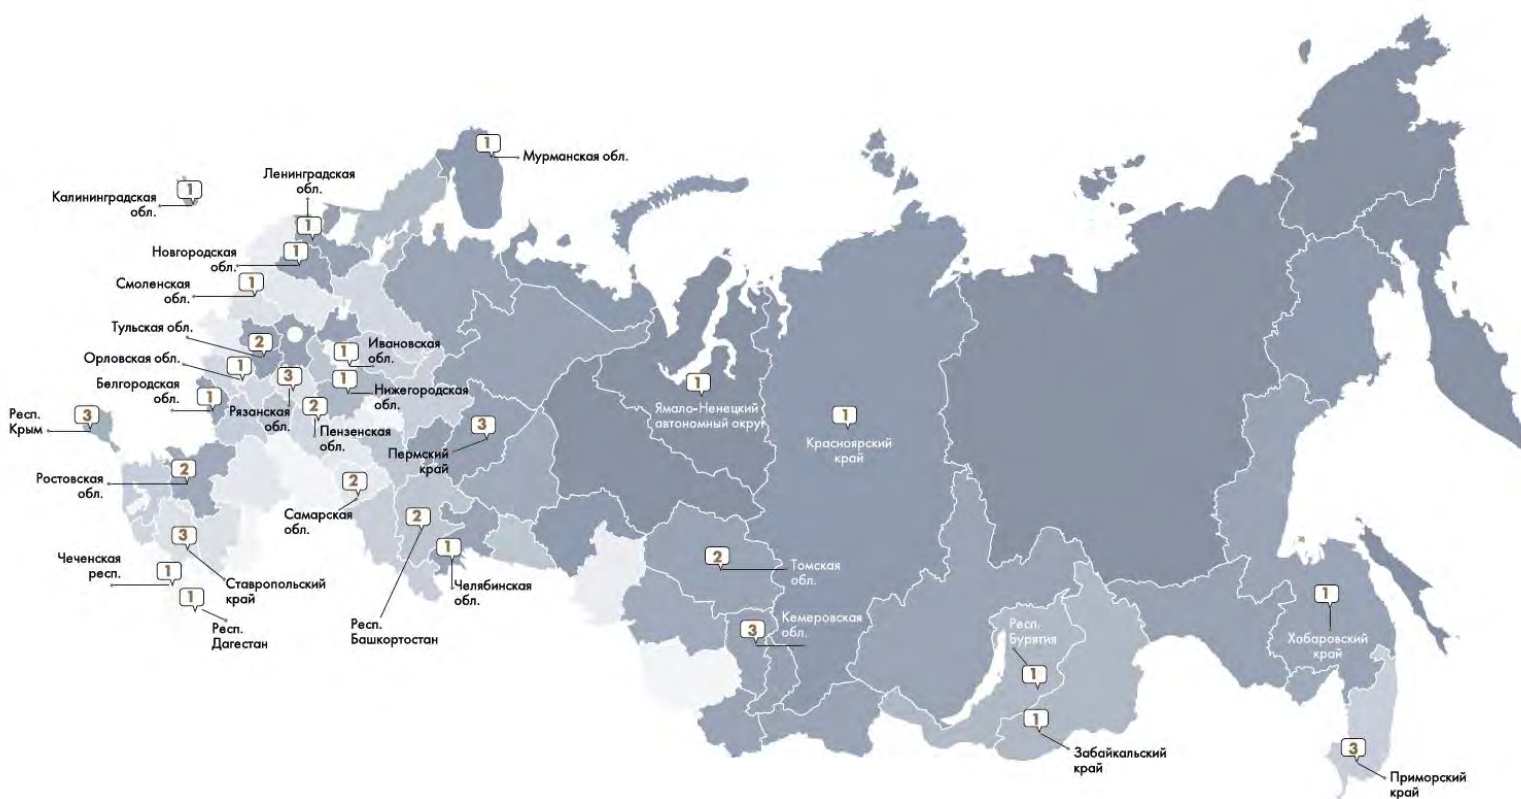 1
Мурманская обл.
Ленинградская
обл.
1
Калининградская
обл.
1
Новгородская
обл.
1
Смоленская
обл.
1
Тульская обл.
2
Орловская обл.
1
Ивановская
обл.
1
Белгородская
обл.
1
Рязанская
обл.
3
Нижегородская
обл.
1
Пензенская
обл.
2
Респ.
Крым
3
Пермский
край
3
Ямало-Ненецкий
автономный округ
1
Красноярский
край
1
Ростовская
обл.
2
Самарская
обл.
2
Ставропольский
край
3
Чеченская
респ.
1
Респ.
Дагестан
1
Респ.
Башкортостан
2
Челябинская
обл.
1
Томская
обл.
2
Кемеровская
обл.
3
Респ.
Бурятия
1
Забайкальский
край
1
Хабаровский
край
1
Приморский
край
3